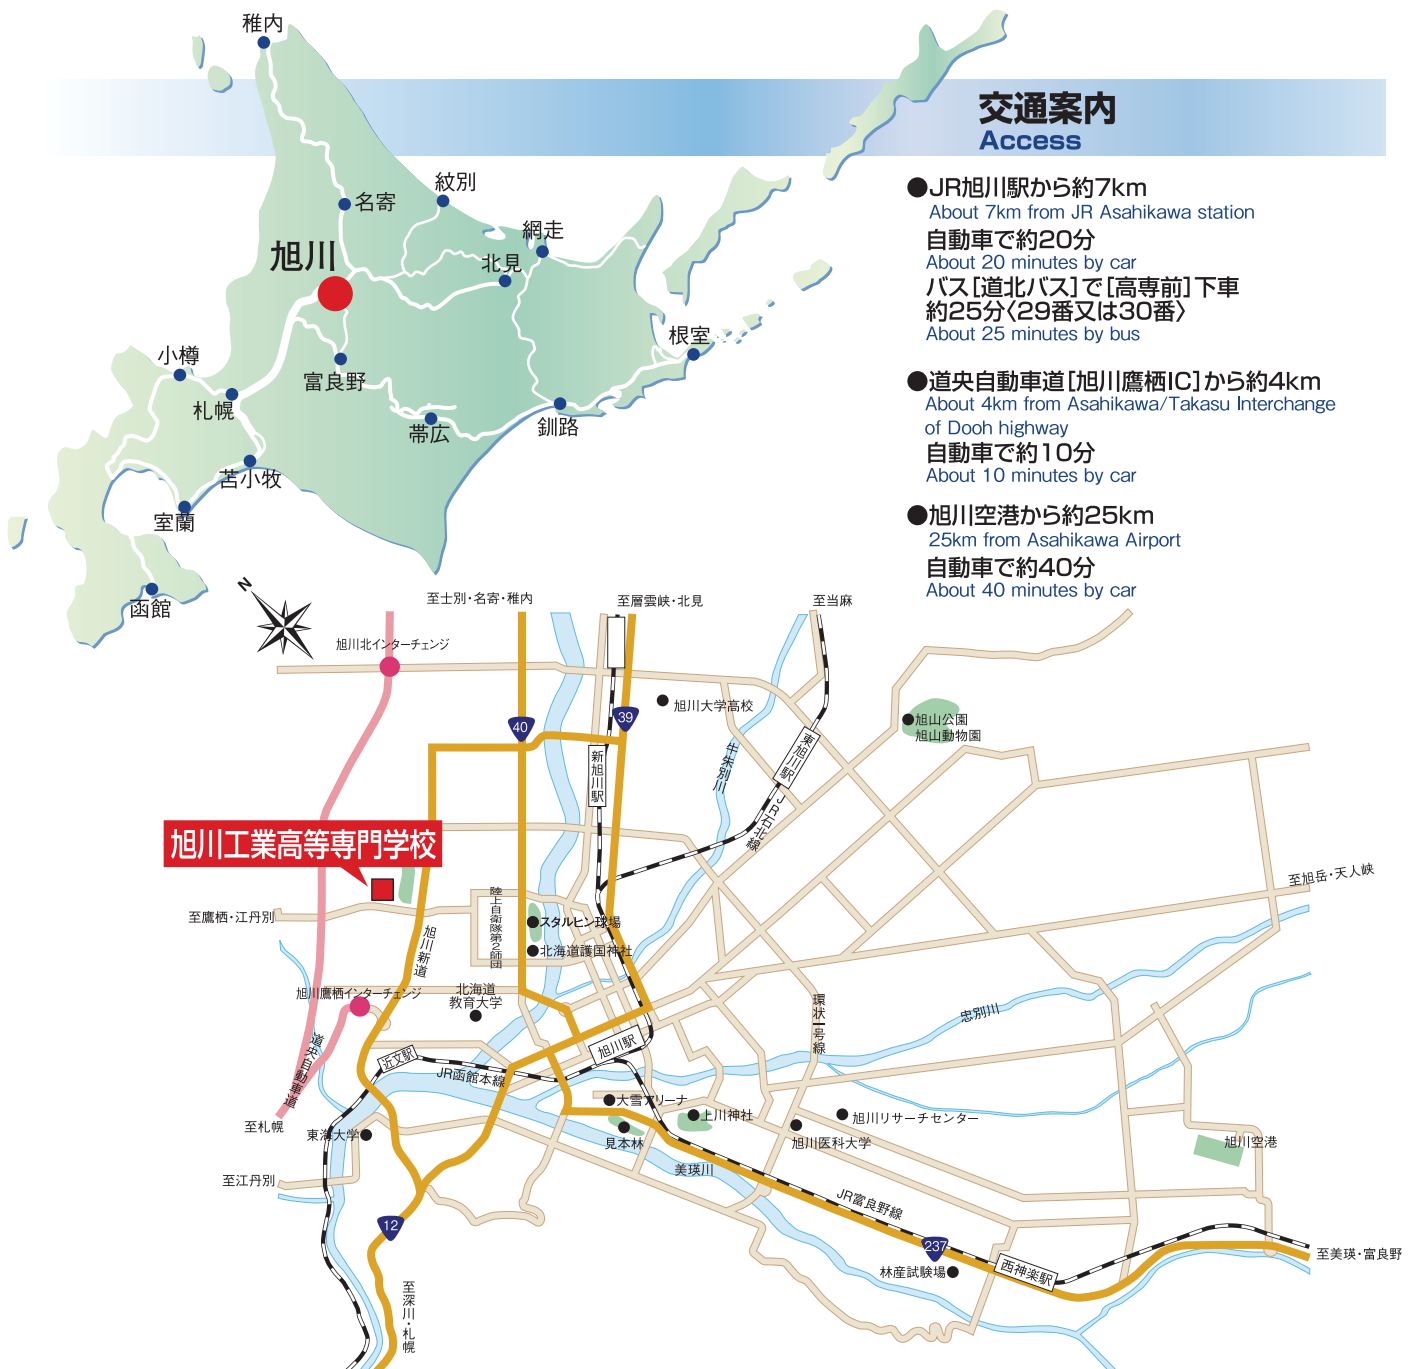 稚内
交通案内
Access
●JR旭川駅から約7km
About 7km from JR Asahikawa station
自動車で約20分
About 20 minutes by car
バス[道北バス]で[高専前]下車
約25分〈29番又は30番〉
About 25 minutes by bus
●道央自動車道[旭川鷹栖IC]から約4km
About 4km from Asahikawa/Takasu Interchange
of Dooh highway
自動車で約10分
About 10 minutes by car
●旭川空港から約25km
25km from Asahikawa Airport
自動車で約40分
About 40 minutes by car
名寄
紋別
網走
旭川
北見
根室
小樽
富良野
札幌
帯広
釧路
苫小牧
室蘭
函館
N
至士別・名寄・稚内
至層雲峡・北見
至当麻
旭川北インターチェンジ
旭川大学高校
40
39
旭山公園
旭山動物園
新旭川駅
牛朱別川
東旭川駅
JR石北線
旭川工業高等専門学校
至旭岳・天人峡
至鷹栖・江丹別
旭川新道
陸上自衛隊第2師団
スタルヒン球場
北海道護国神社
旭川鷹栖インターチェンジ
北海道
教育大学
環状一号線
忠別川
道央自動車道
近文駅
旭川駅
JR函館本線
大雪アリーナ
上川神社
旭川リサーチセンター
至札幌
東海大学
見本林
旭川医科大学
旭川空港
美瑛川
至江丹別
JR富良野線
12
237
西神楽駅
林産試験場
至美瑛・富良野
至深川・札幌